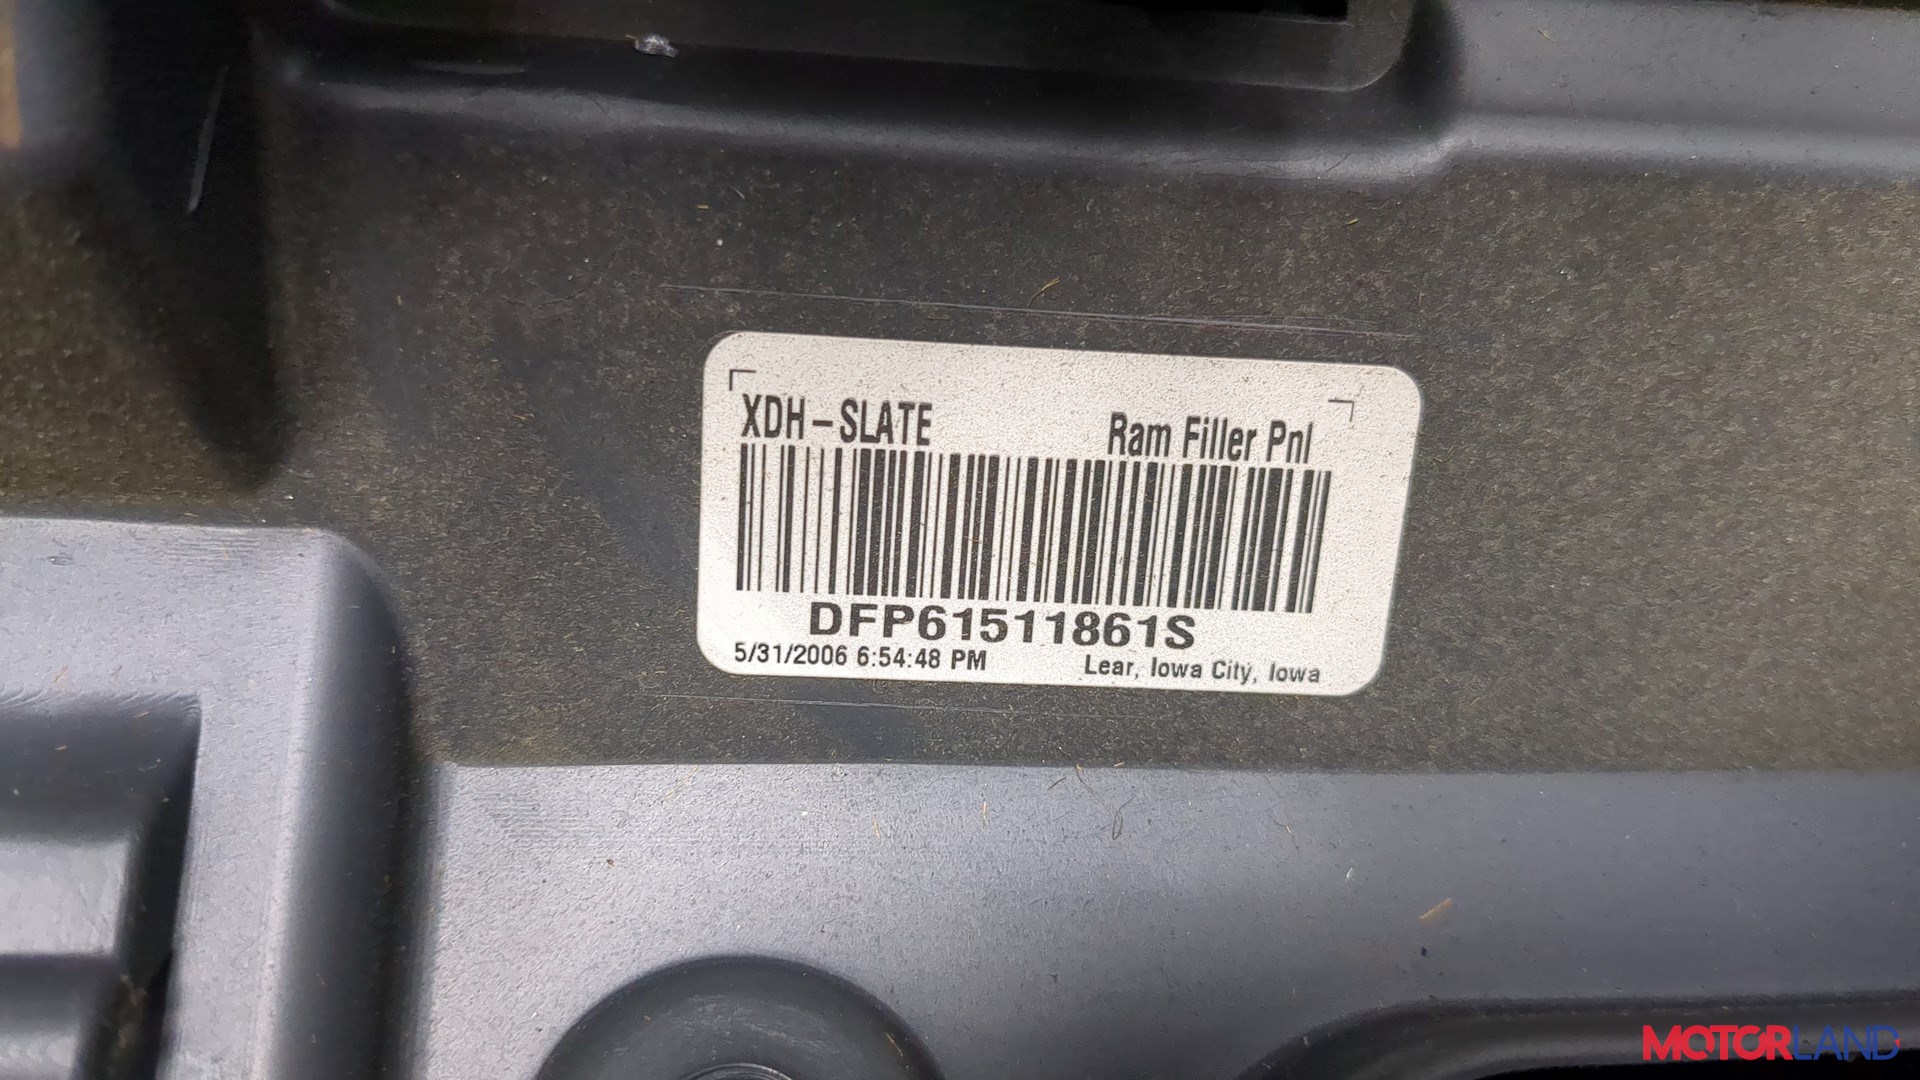 XDH-SLATE Ram Filler Pnl
DFP61511861S
5/31/2006 6:54:48 PM Lear, Iowa City, Iowa
MOTORLAND